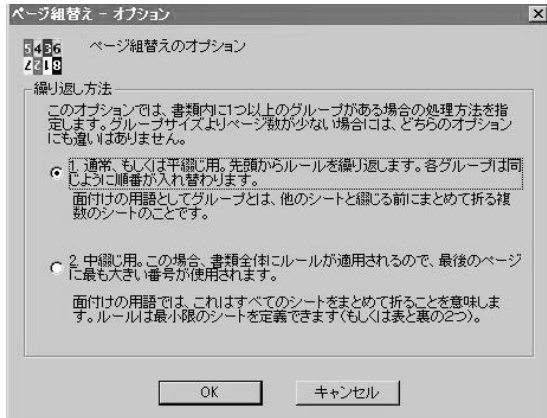 ページ組替え - オプション
5436
ページ組替えのオプション
繰り返し方法
このオプションでは、書類内に1つ以上のグループがある場合の処理方法を指
定します。グループサイズよりページ数が少ない場合には、どちらのオプション
にも違いはありません。
1. 通常、もしくは平綴じ用。先頭からルールを繰り返します。各グループは同
じように順番が入れ替わります。
面付けの用語としてグループとは、他のシートと綴じる前にまとめて折る複
数のシートのことです。
2. 中綴じ用。この場合、書類全体にルールが適用されるので、最後のページ
に最も大きい番号が使用されます。
面付けの用語では、これはすべてのシートをまとめて折ることを意味しま
す。ルールは最小限のシートを定義できます(もしくは表と裏の2つ)。
OK
キャンセル